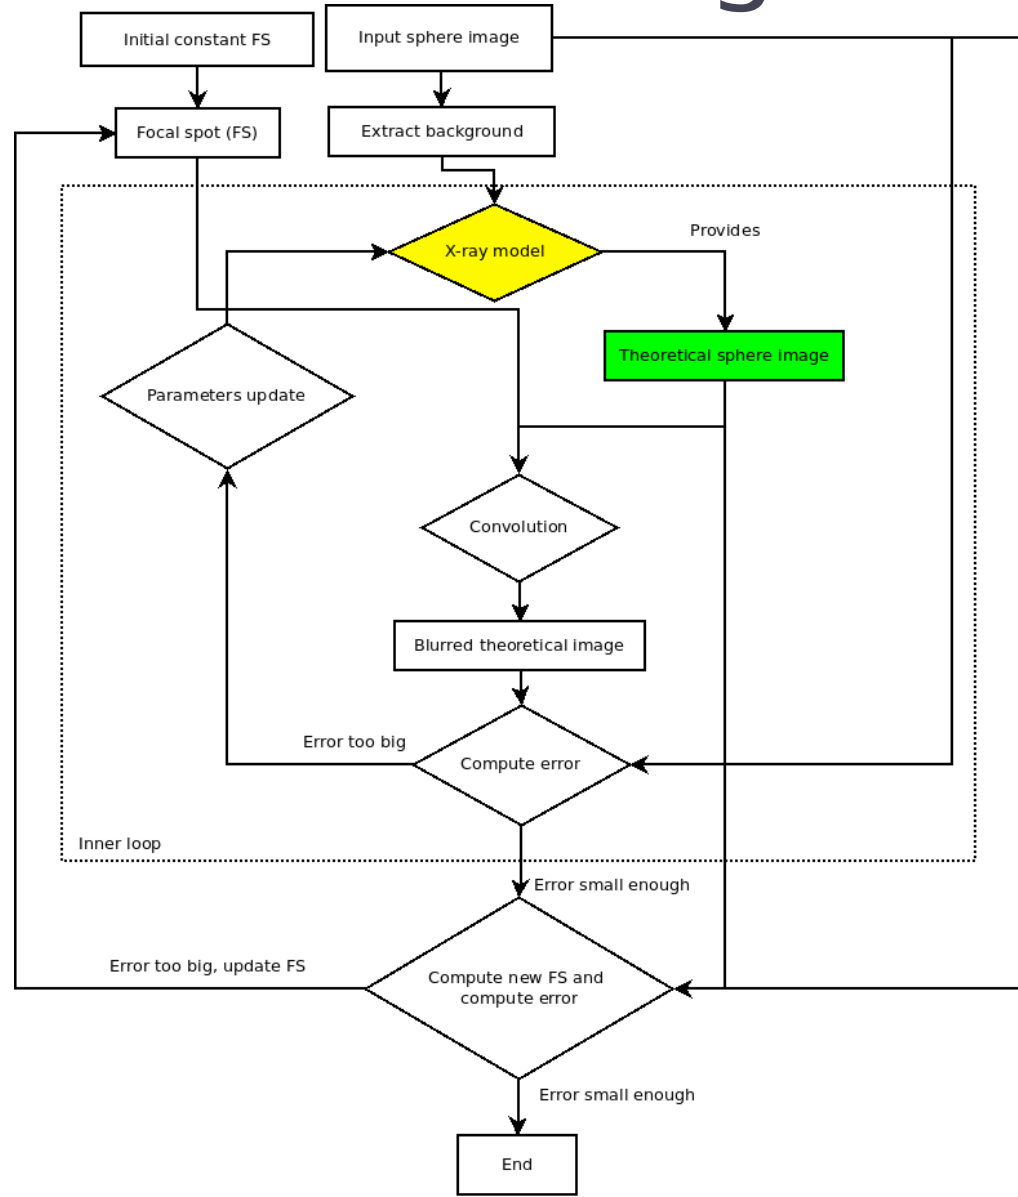 Initial constant FS
Input sphere image
Focal spot (FS)
Extract background
X-ray model
Provides
Theoretical sphere image
Parameters update
Convolution
Blurred theoretical image
Error too big
Compute error
Inner loop
Error small enough
Error too big, update FS
Compute new FS and
compute error
Error small enough
End